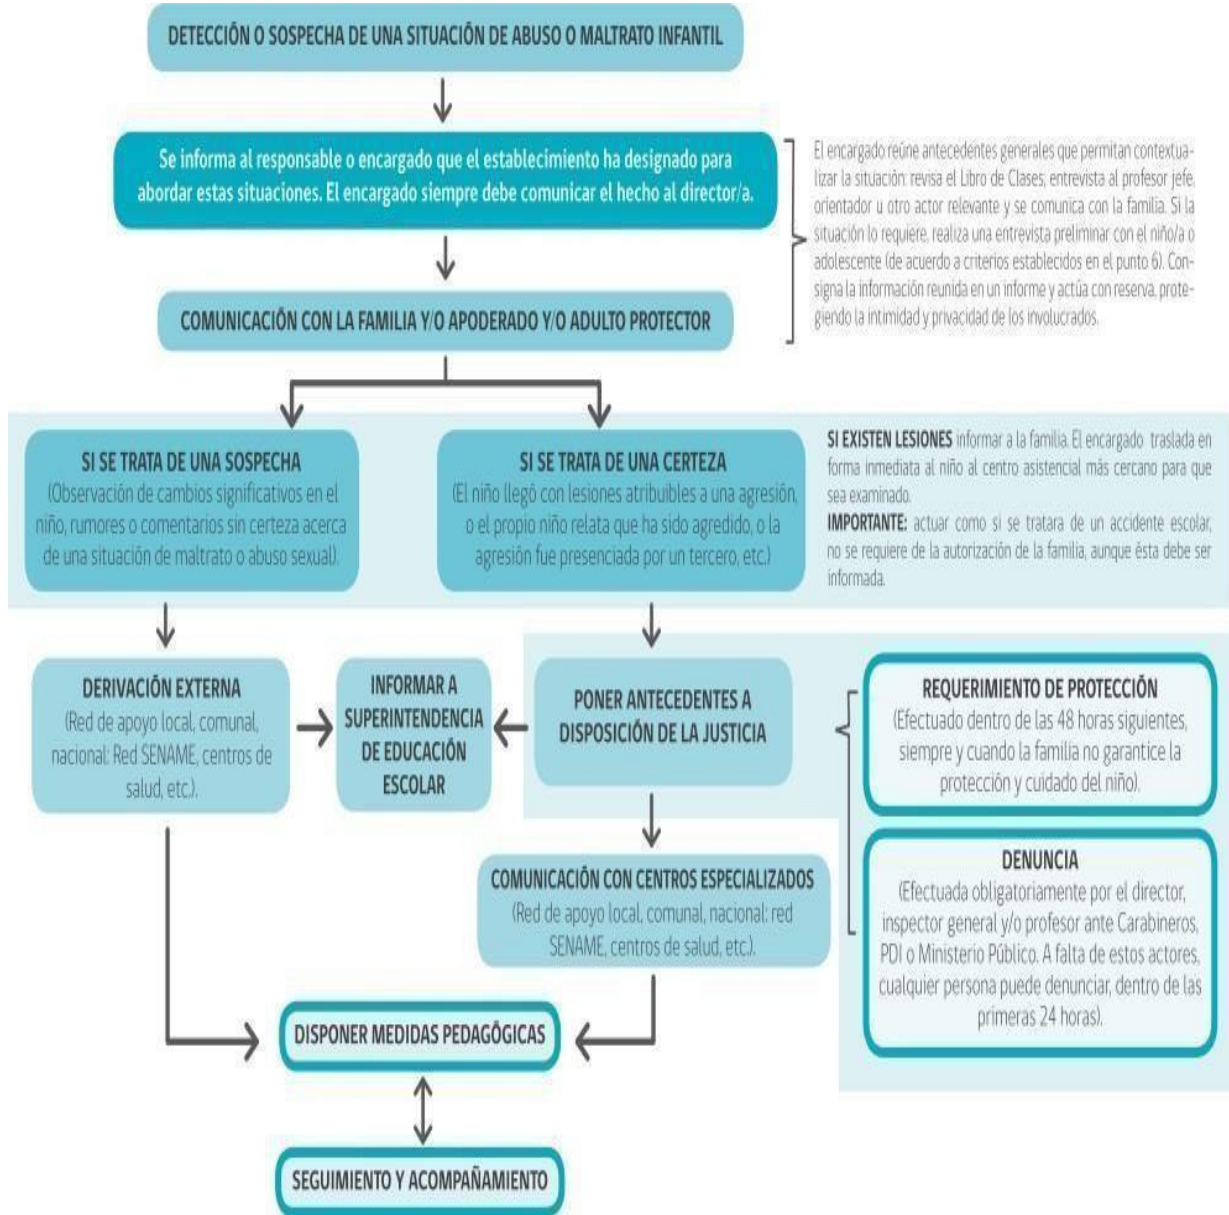 DETECCIÓN O SOSPECHA DE UNA SITUACIÓN DE ABUSO O MALTRATO INFANTIL
Se informa al responsable o encargado que el establecimiento ha designado para
abordar estas situaciones. El encargado siempre debe comunicar el hecho al director/a.
El encargado reúne antecedentes generales que permitan contextua-
lizar la situación: revisa el Libro de Clases, entrevista al profesor jefe,
orientador u otro actor relevante y se comunica con la familia. Si la
situación lo requiere, realiza una entrevista preliminar con el niño/a o
adolescente (de acuerdo a criterios establecidos en el punto 6). Con-
signa la información reunida en un informe y actúa con reserva, prote-
giendo la intimidad y privacidad de los involucrados.
COMUNICACIÓN CON LA FAMILIA Y/O APODERADO Y/O ADULTO PROTECTOR
SI SE TRATA DE UNA SOSPECHA
(Observación de cambios significativos en el
niño, rumores o comentarios sin certeza acerca
de una situación de maltrato o abuso sexual).
SI SE TRATA DE UNA CERTEZA
(El niño llegó con lesiones atribuibles a una agresión,
o el propio niño relata que ha sido agredido, o la
agresión fue presenciada por un tercero, etc.)
SI EXISTEN LESIONES informar a la familia. El encargado traslada en
forma inmediata al niño al centro asistencial más cercano para que
sea examinado.
IMPORTANTE: actuar como si se tratara de un accidente escolar,
no se requiere de la autorización de la familia, aunque ésta debe ser
informada.
DERIVACIÓN EXTERNA
(Red de apoyo local, comunal,
nacional: Red SENAME, centros de
salud, etc.).
INFORMAR A
SUPERINTENDENCIA
DE EDUCACIÓN
ESCOLAR
PONER ANTECEDENTES A
DISPOSICIÓN DE LA JUSTICIA
REQUERIMIENTO DE PROTECCIÓN
(Efectuado dentro de las 48 horas siguientes,
siempre y cuando la familia no garantice la
protección y cuidado del niño).
DENUNCIA
(Efectuada obligatoriamente por el director,
inspector general y/o profesor ante Carabineros,
PDI o Ministerio Público. A falta de estos actores,
cualquier persona puede denunciar, dentro de las
primeras 24 horas).
COMUNICACIÓN CON CENTROS ESPECIALIZADOS
(Red de apoyo local, comunal, nacional: red
SENAME, centros de salud, etc.).
DISPONER MEDIDAS PEDAGÓGICAS
SEGUIMIENTO Y ACOMPAÑAMIENTO